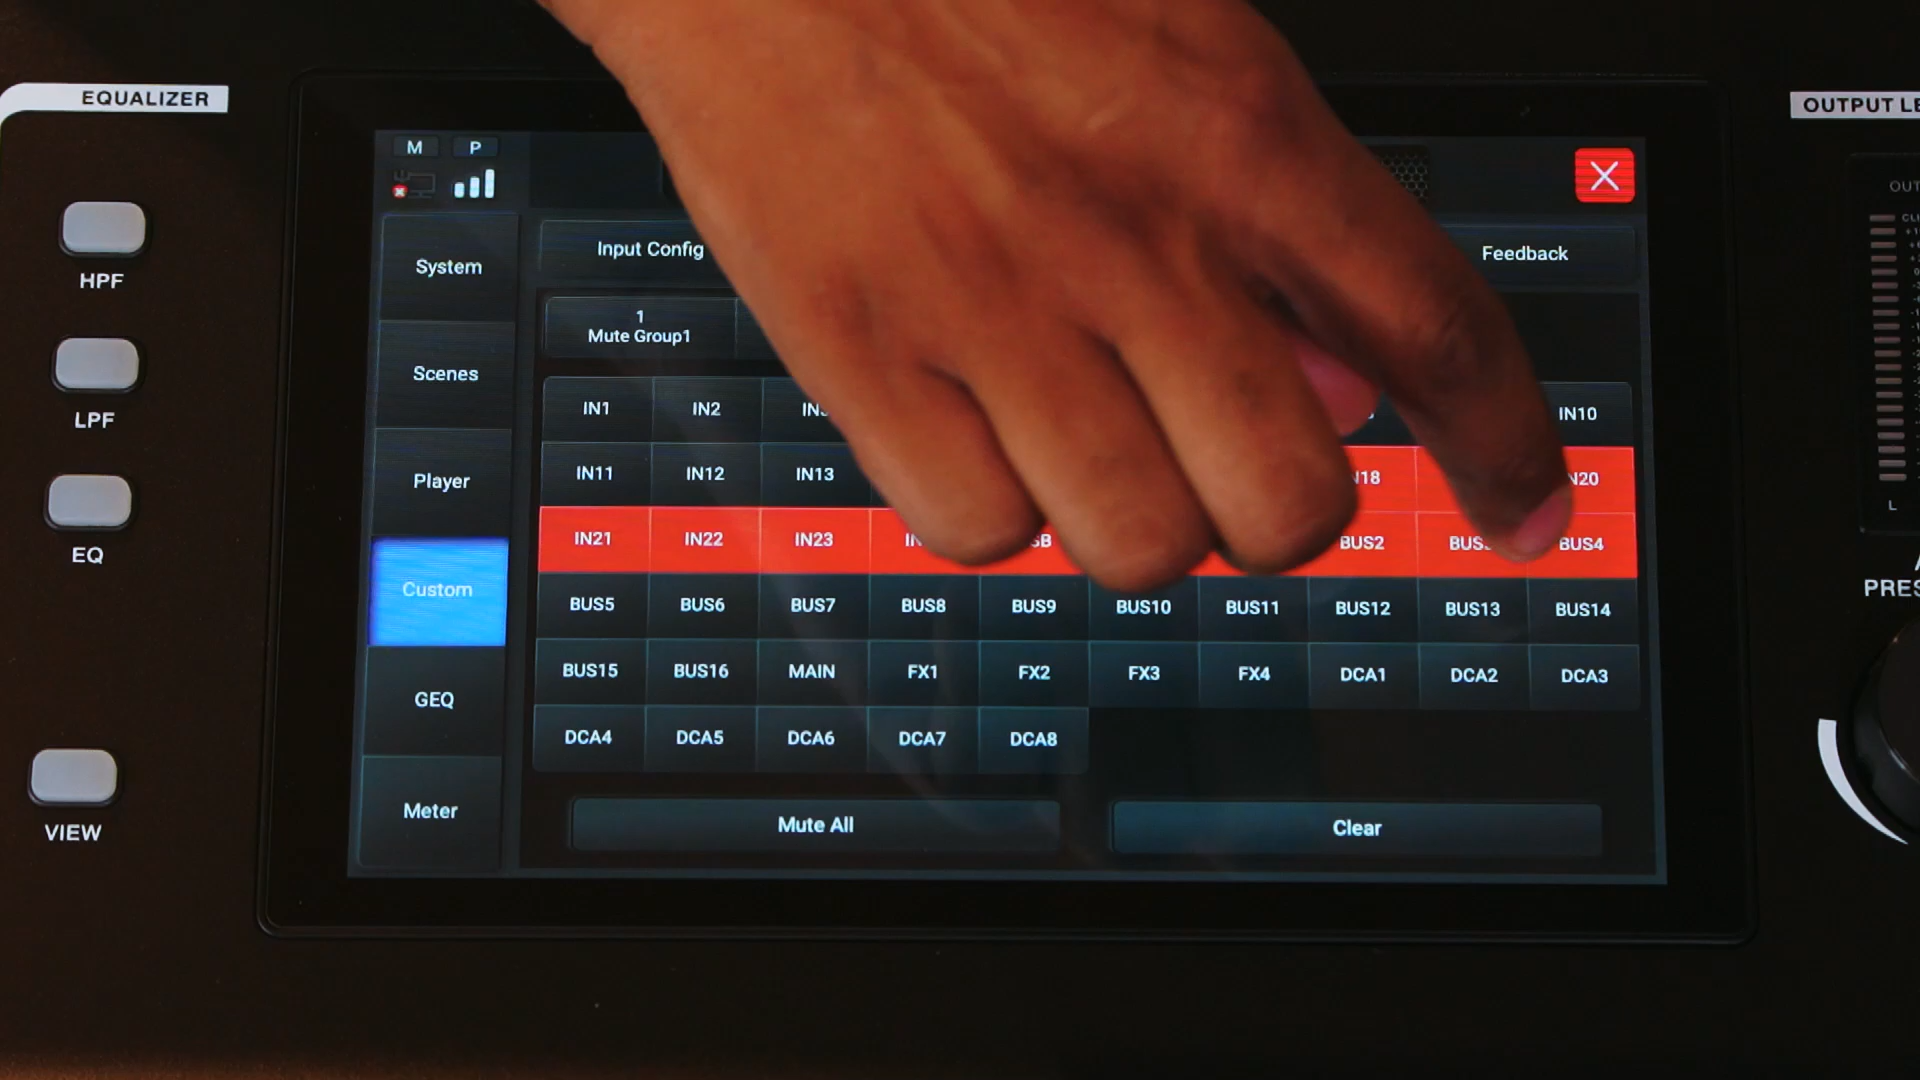 EQUALIZER
HPF
LPF
EQ
VIEW
M P
System
Scenes
Player
Custom
GEQ
Meter
Input Config
Feedback
1
Mute Group1
IN1 IN2 IN10
IN11 IN12 IN13
IN21 IN22 IN23 BUS2 BUS4
BUS5 BUS6 BUS7 BUS8 BUS9 BUS10 BUS11 BUS12 BUS13 BUS14
BUS15 BUS16 MAIN FX1 FX2 FX3 FX4 DCA1 DCA2 DCA3
DCA4 DCA5 DCA6 DCA7 DCA8
Mute All
Clear
OUTPUT
L